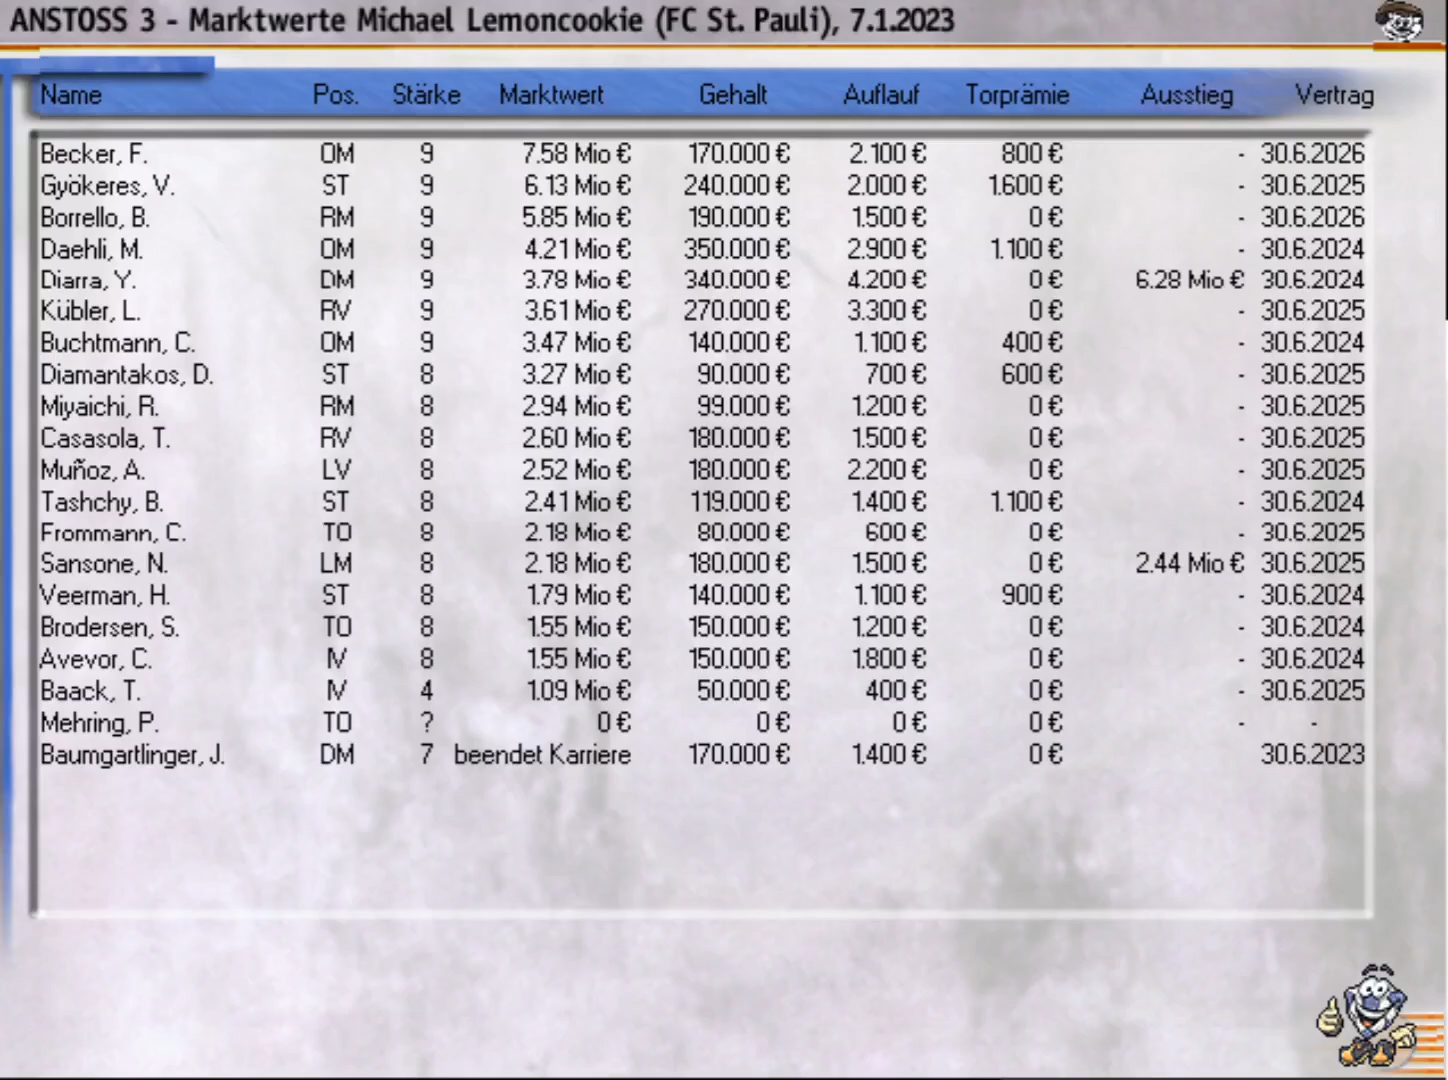 ANSTOSS 3 - Marktwerte Michael Lemoncookie (FC St. Pauli), 7.1.2023
Name Pos. Stärke Marktwert Gehalt Auflauf Torprämie Ausstieg Vertrag
Becker, F. OM 9 7.58 Mio € 170.000 € 2.100 € 800 € - 30.6.2026
Gyökeres, V. ST 9 6.13 Mio € 240.000 € 2.000 € 1.600 € - 30.6.2025
Borrello, B. RM 9 5.85 Mio € 190.000 € 1.500 € 0 € - 30.6.2026
Daehli, M. OM 9 4.21 Mio € 350.000 € 2.900 € 1.100 € - 30.6.2024
Diarra, Y. DM 9 3.78 Mio € 340.000 € 4.200 € 0 € 6.28 Mio € 30.6.2024
Kübler, L. RV 9 3.61 Mio € 270.000 € 3.300 € 0 € - 30.6.2025
Buchtmann, C. OM 9 3.47 Mio € 140.000 € 1.100 € 400 € - 30.6.2024
Diamantakos, D. ST 8 3.27 Mio € 90.000 € 700 € 600 € - 30.6.2025
Miyaichi, R. RM 8 2.94 Mio € 99.000 € 1.200 € 0 € - 30.6.2025
Casasola, T. RV 8 2.60 Mio € 180.000 € 1.500 € 0 € - 30.6.2025
Muñoz, A. LV 8 2.52 Mio € 180.000 € 2.200 € 0 € - 30.6.2025
Tashchy, B. ST 8 2.41 Mio € 119.000 € 1.400 € 1.100 € - 30.6.2024
Frommann, C. TO 8 2.18 Mio € 80.000 € 600 € 0 € - 30.6.2025
Sansone, N. LM 8 2.18 Mio € 180.000 € 1.500 € 0 € 2.44 Mio € 30.6.2025
Veerman, H. ST 8 1.79 Mio € 140.000 € 1.100 € 900 € - 30.6.2024
Brodersen, S. TO 8 1.55 Mio € 150.000 € 1.200 € 0 € - 30.6.2024
Avevor, C. IV 8 1.55 Mio € 150.000 € 1.800 € 0 € - 30.6.2024
Baack, T. IV 4 1.09 Mio € 50.000 € 400 € 0 € - 30.6.2025
Mehring, P. TO ? 0 € 0 € 0 € 0 € - -
Baumgartlinger, J. DM 7 beendet Karriere 170.000 € 1.400 € 0 € 30.6.2023